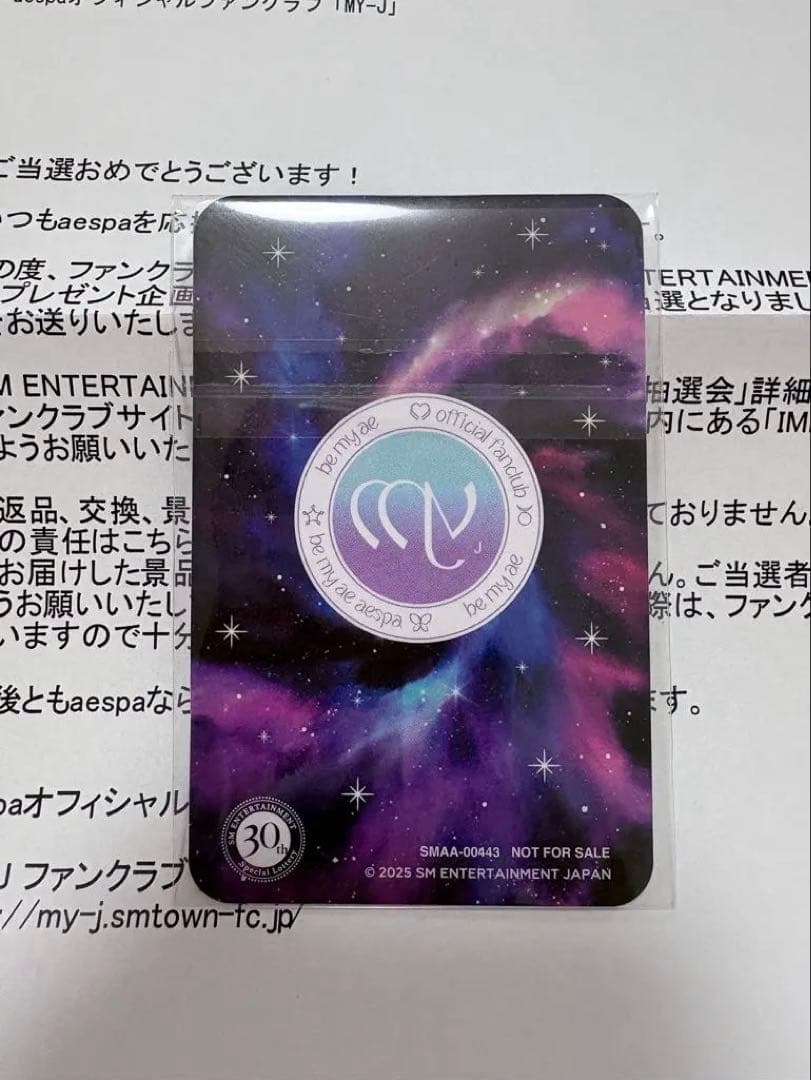 aespaオフィシャルファンクラブ「MY-J」
ご当選おめでとうございます！
いつもaespaを応
の度、ファンクラ
ERTAINME
プレゼント企画
選となりまし
をお送りいたしま
M ENTERTAIN
抽選会」詳細
ァンクラブサイト
内にある「IM
ようお願いいた
返品、交換、景
ておりません
の責任はこちら
お届けした景品
ん。ご当選者
うお願いいたし
際は、ファンク
いますので十分
後ともaespaなら
ます。
paオフィシャル
J ファンクラブ
://my-j.smtown-fc.jp/
be my ae
official fanclub
my
J
be my ae aespa
be my ae
SM ENTERTAINMENT
30th
Special Lottery
SMAA-00443 NOT FOR SALE
© 2025 SM ENTERTAINMENT JAPAN